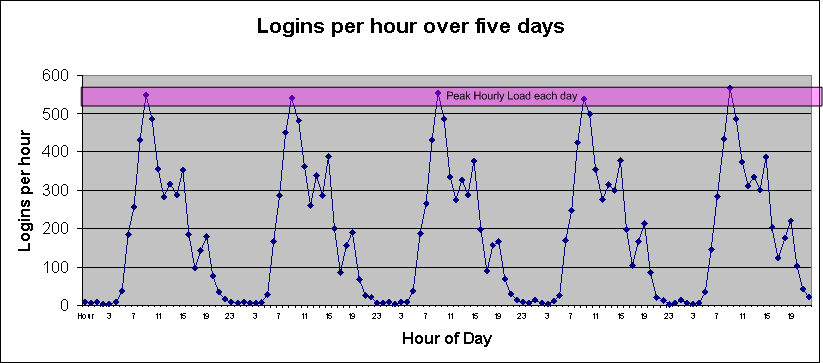 Logins per hour over five days
Logins per hour
600
500
400
300
200
100
0
Peak Hourly Load each day
Hour 3 7 11 15 19 23 3 7 11 15 19 23 3 7 11 15 19 23 3 7 11 15 19 23 3 7 11 15 19
Hour of Day